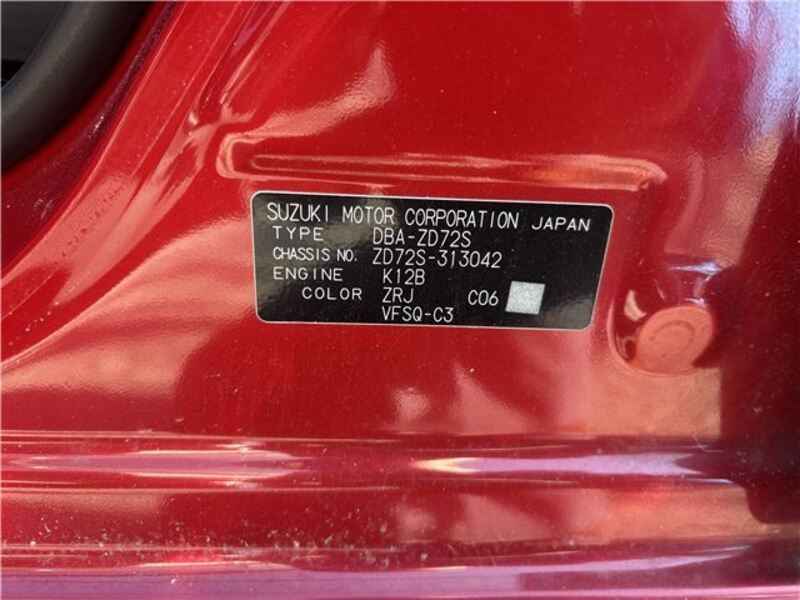 SUZUKI MOTOR CORPORATION JAPAN
TYPE DBA-ZD72S
CHASSIS NO. ZD72S-313042
ENGINE K12B
COLOR ZRJ C06
VFSQ-C3